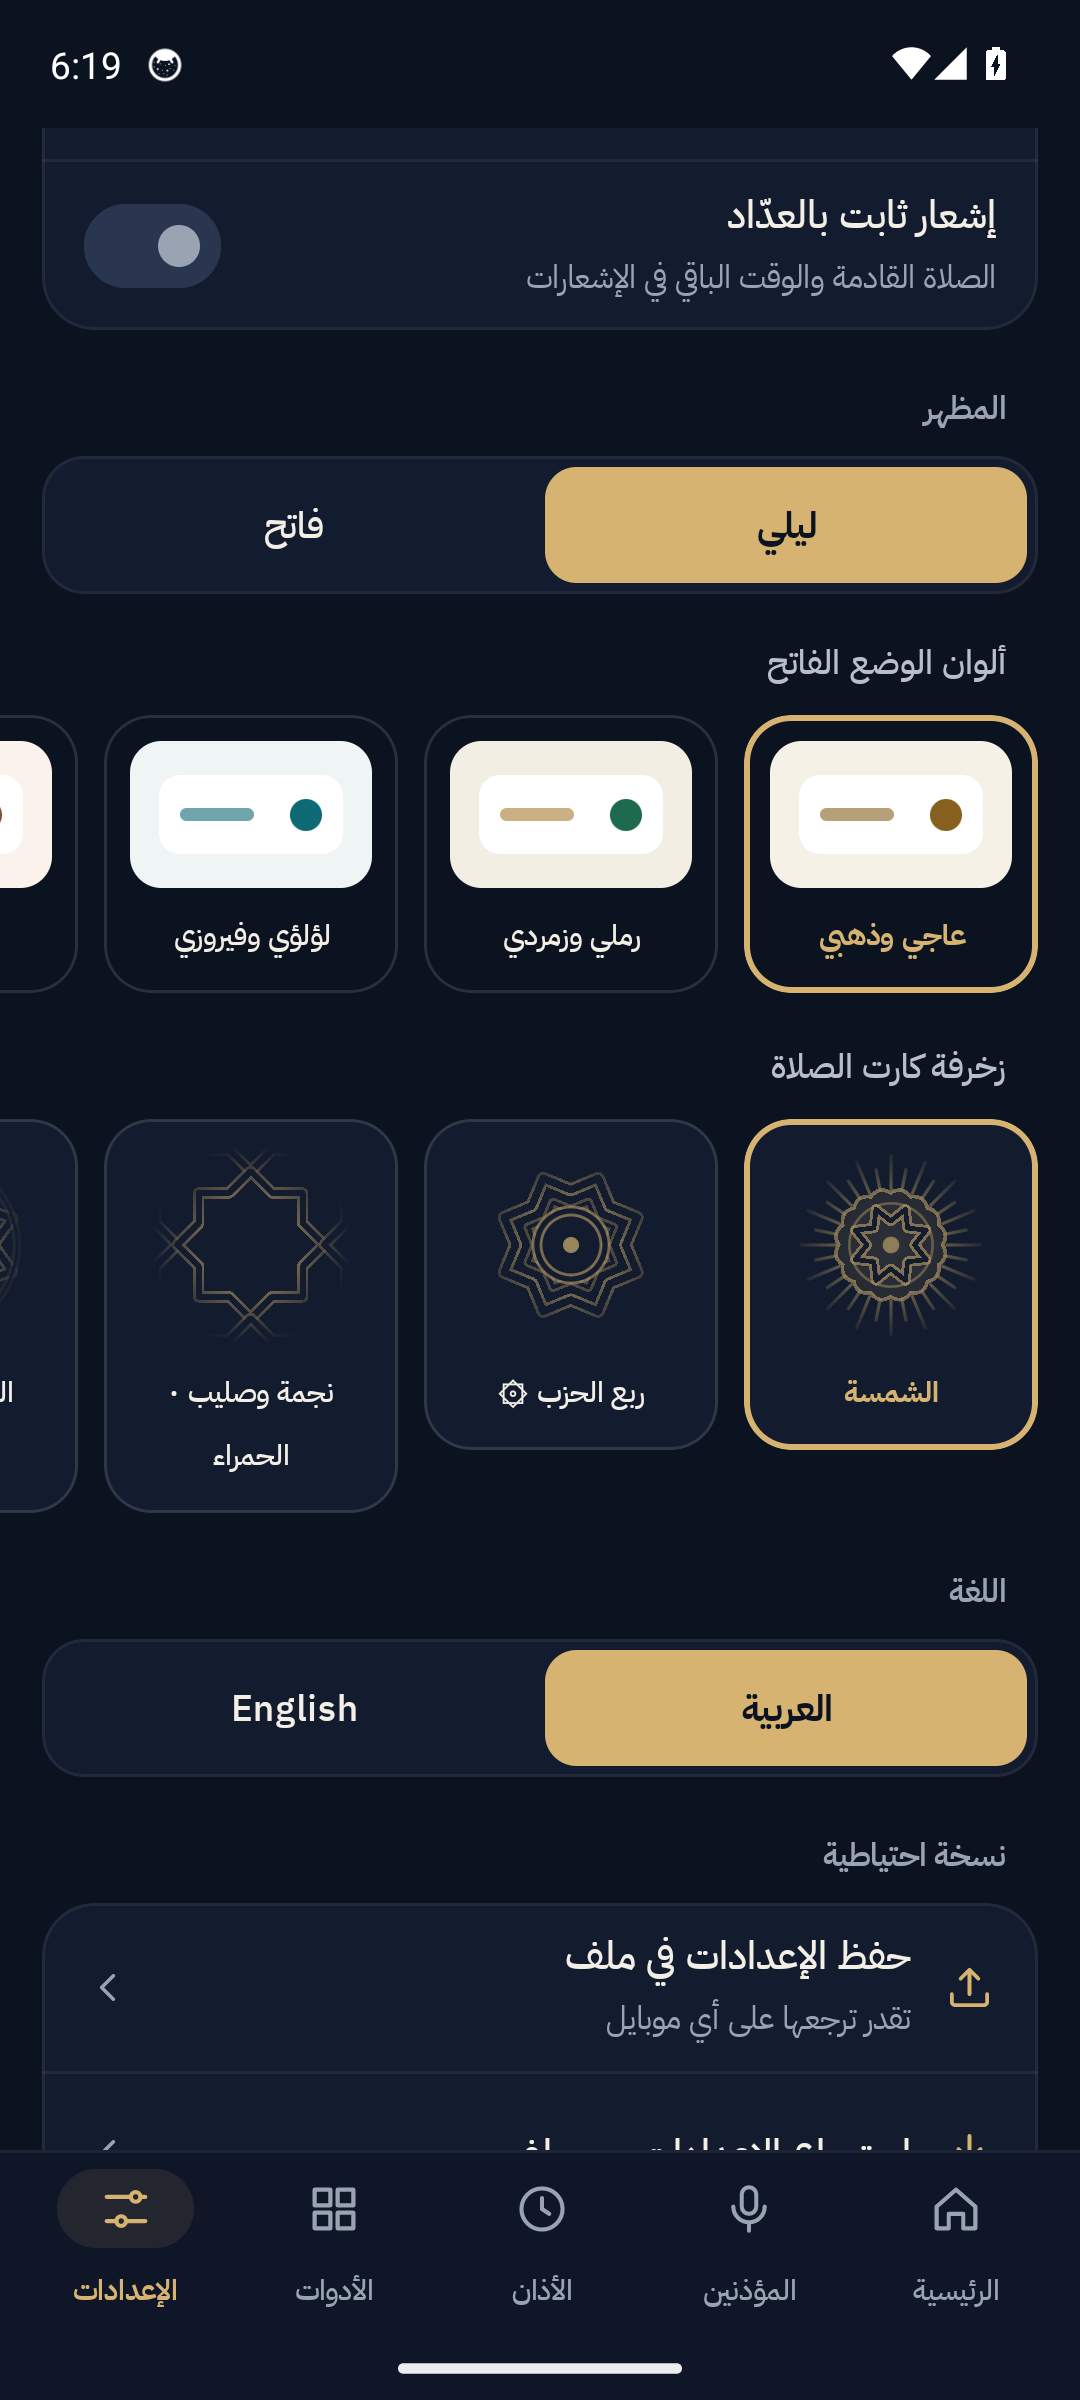 6:19
إشعار ثابت بالعدّاد
الصلاة القادمة والوقت الباقي في الإشعارات
المظهر
ليلي
فاتح
ألوان الوضع الفاتح
عاجي وذهبي
رملي وزمردي
لؤلؤي وفيروزي
زخرفة كارت الصلاة
الشمسة
ربع الحزب ۞
نجمة وصليب ·
الحمراء
اللغة
العربية
English
نسخة احتياطية
حفظ الإعدادات في ملف
تقدر ترجعها على أي موبايل
الرئيسية
المؤذنين
الأذان
الأدوات
الإعدادات